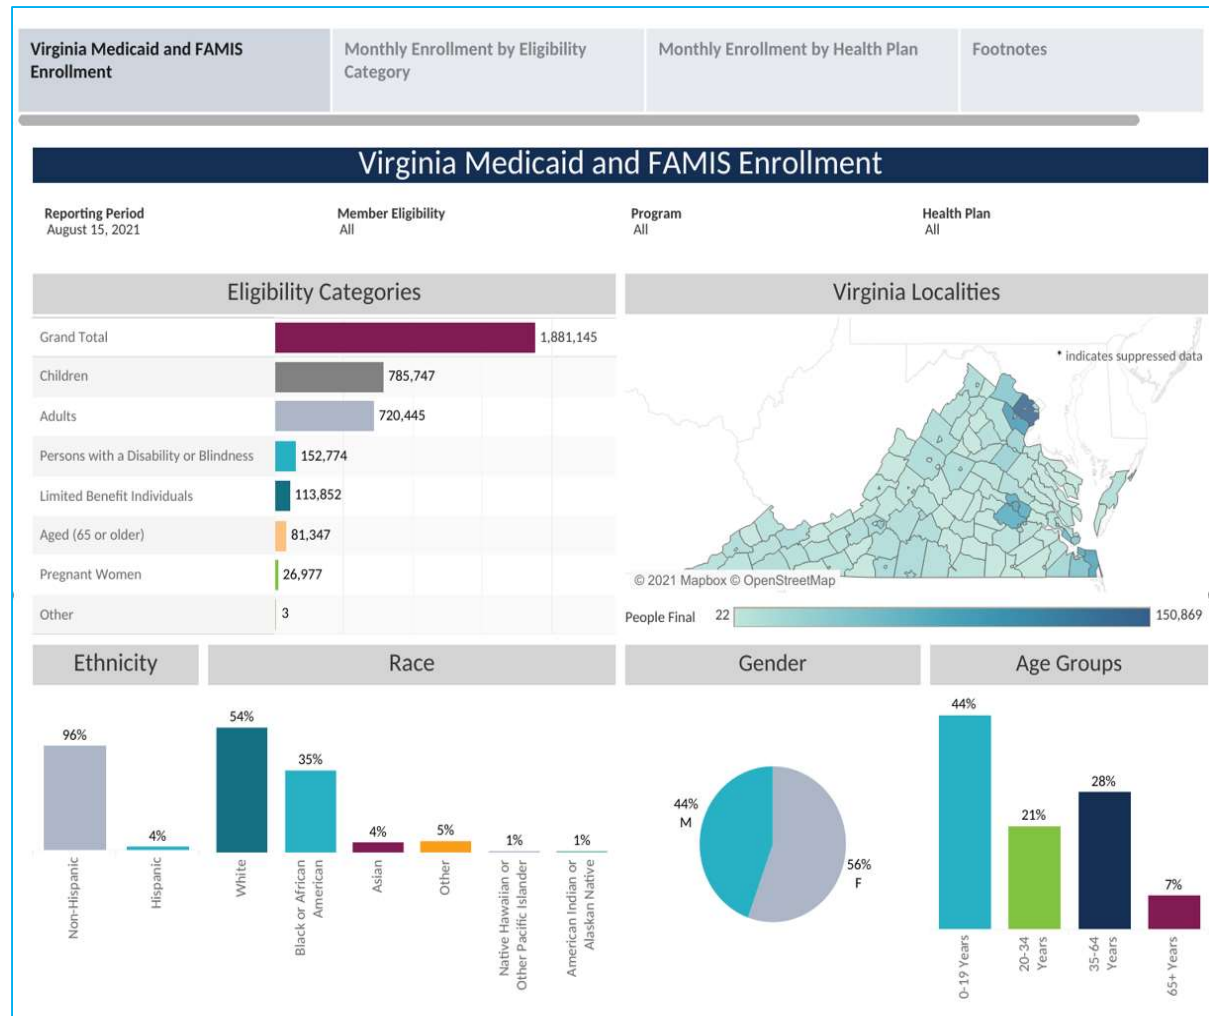 Virginia Medicaid and FAMIS
Enrollment
Monthly Enrollment by Eligibility
Category
Monthly Enrollment by Health Plan
Footnotes
Virginia Medicaid and FAMIS Enrollment
Reporting Period
August 15, 2021
Member Eligibility
All
Program
All
Health Plan
All
Eligibility Categories
Grand Total 1,881,145
Children 785,747
Adults 720,445
Persons with a Disability or Blindness 152,774
Limited Benefit Individuals 113,852
Aged (65 or older) 81,347
Pregnant Women 26,977
Other 3
Virginia Localities
* indicates suppressed data
© 2021 Mapbox © OpenStreetMap
People Final 22 150,869
Ethnicity
96%
4%
Non-Hispanic
Hispanic
Race
54%
35%
4%
5%
1%
1%
White
Black or African
American
Asian
Other
Native Hawaiian or
Other Pacific Islander
American Indian or
Alaskan Native
Gender
44%
M
56%
F
Age Groups
44%
21%
28%
7%
0-19 Years
20-34
Years
35-64
Years
65+ Years